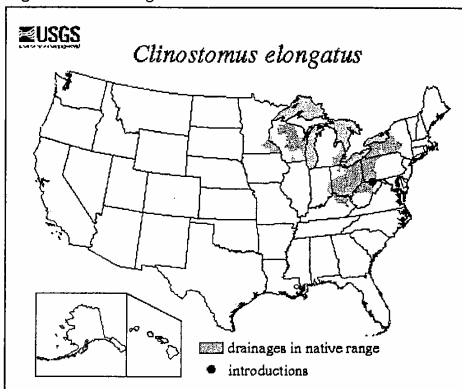 USGS
Clinostomus elongatus
drainages in native range
introductions